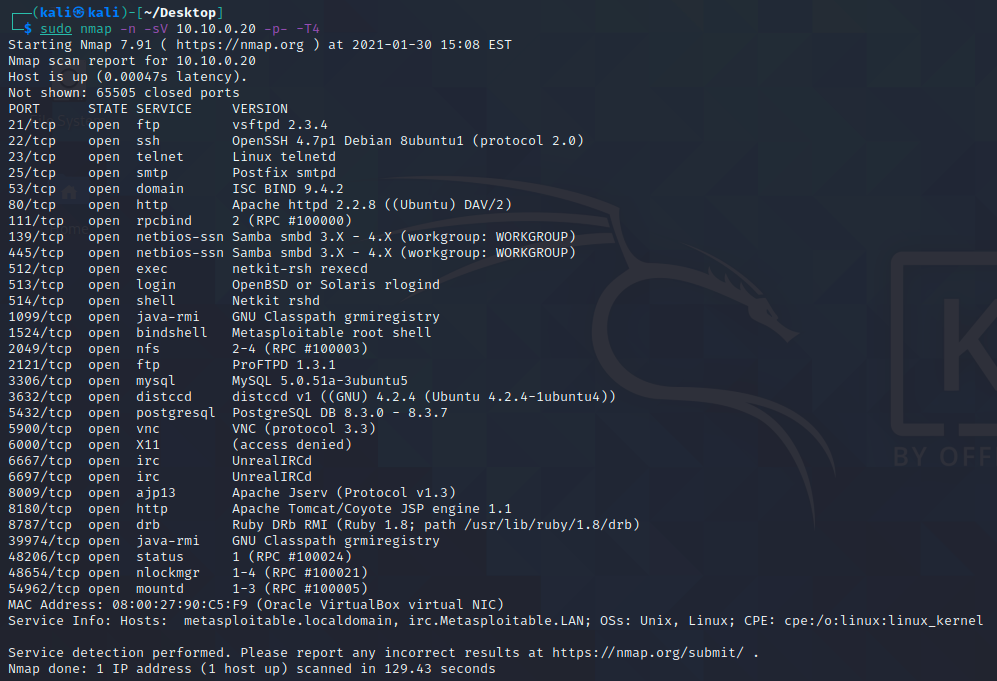 ┌──(kali㉿kali)-[~/Desktop]
└─$ sudo nmap -n -sV 10.10.0.20 -p- -T4
Starting Nmap 7.91 ( https://nmap.org ) at 2021-01-30 15:08 EST
Nmap scan report for 10.10.0.20
Host is up (0.00047s latency).
Not shown: 65505 closed ports
PORT      STATE SERVICE     VERSION
21/tcp    open  ftp         vsftpd 2.3.4
22/tcp    open  ssh         OpenSSH 4.7p1 Debian 8ubuntu1 (protocol 2.0)
23/tcp    open  telnet      Linux telnetd
25/tcp    open  smtp        Postfix smtpd
53/tcp    open  domain      ISC BIND 9.4.2
80/tcp    open  http        Apache httpd 2.2.8 ((Ubuntu) DAV/2)
111/tcp   open  rpcbind     2 (RPC #100000)
139/tcp   open  netbios-ssn Samba smbd 3.X - 4.X (workgroup: WORKGROUP)
445/tcp   open  netbios-ssn Samba smbd 3.X - 4.X (workgroup: WORKGROUP)
512/tcp   open  exec        netkit-rsh rexecd
513/tcp   open  login       OpenBSD or Solaris rlogind
514/tcp   open  shell       Netkit rshd
1099/tcp  open  java-rmi    GNU Classpath grmiregistry
1524/tcp  open  bindshell   Metasploitable root shell
2049/tcp  open  nfs         2-4 (RPC #100003)
2121/tcp  open  ftp         ProFTPD 1.3.1
3306/tcp  open  mysql       MySQL 5.0.51a-3ubuntu5
3632/tcp  open  distccd     distccd v1 ((GNU) 4.2.4 (Ubuntu 4.2.4-1ubuntu4))
5432/tcp  open  postgresql  PostgreSQL DB 8.3.0 - 8.3.7
5900/tcp  open  vnc         VNC (protocol 3.3)
6000/tcp  open  X11         (access denied)
6667/tcp  open  irc         UnrealIRCd
6697/tcp  open  irc         UnrealIRCd
8009/tcp  open  ajp13       Apache Jserv (Protocol v1.3)
8180/tcp  open  http        Apache Tomcat/Coyote JSP engine 1.1
8787/tcp  open  drb         Ruby DRb RMI (Ruby 1.8; path /usr/lib/ruby/1.8/drb)
39974/tcp open  java-rmi    GNU Classpath grmiregistry
48206/tcp open  status      1 (RPC #100024)
48654/tcp open  nlockmgr    1-4 (RPC #100021)
54962/tcp open  mountd      1-3 (RPC #100005)
MAC Address: 08:00:27:90:C5:F9 (Oracle VirtualBox virtual NIC)
Service Info: Hosts:  metasploitable.localdomain, irc.Metasploitable.LAN; OSs: Unix, Linux; CPE: cpe:/o:linux:linux_kernel

Service detection performed. Please report any incorrect results at https://nmap.org/submit/ .
Nmap done: 1 IP address (1 host up) scanned in 129.43 seconds
K
BY OFF